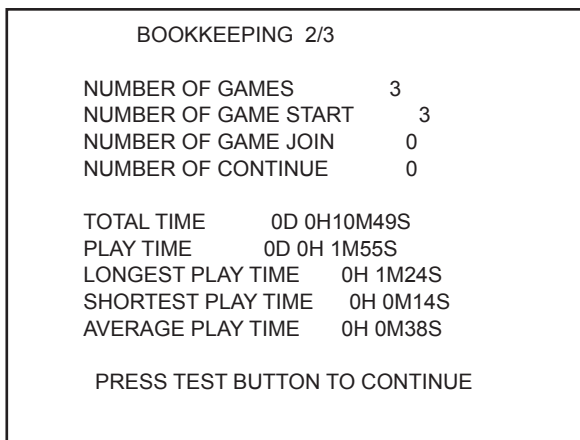 BOOKKEEPING 2/3
NUMBER OF GAMES 3
NUMBER OF GAME START 3
NUMBER OF GAME JOIN 0
NUMBER OF CONTINUE 0
TOTAL TIME 0D 0H10M49S
PLAY TIME 0D 0H 1M55S
LONGEST PLAY TIME 0H 1M24S
SHORTEST PLAY TIME 0H 0M14S
AVERAGE PLAY TIME 0H 0M38S
PRESS TEST BUTTON TO CONTINUE